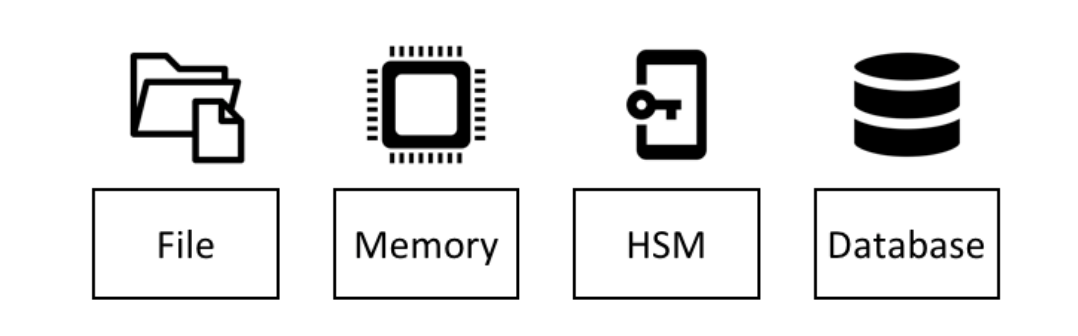 File
Memory
HSM
Database